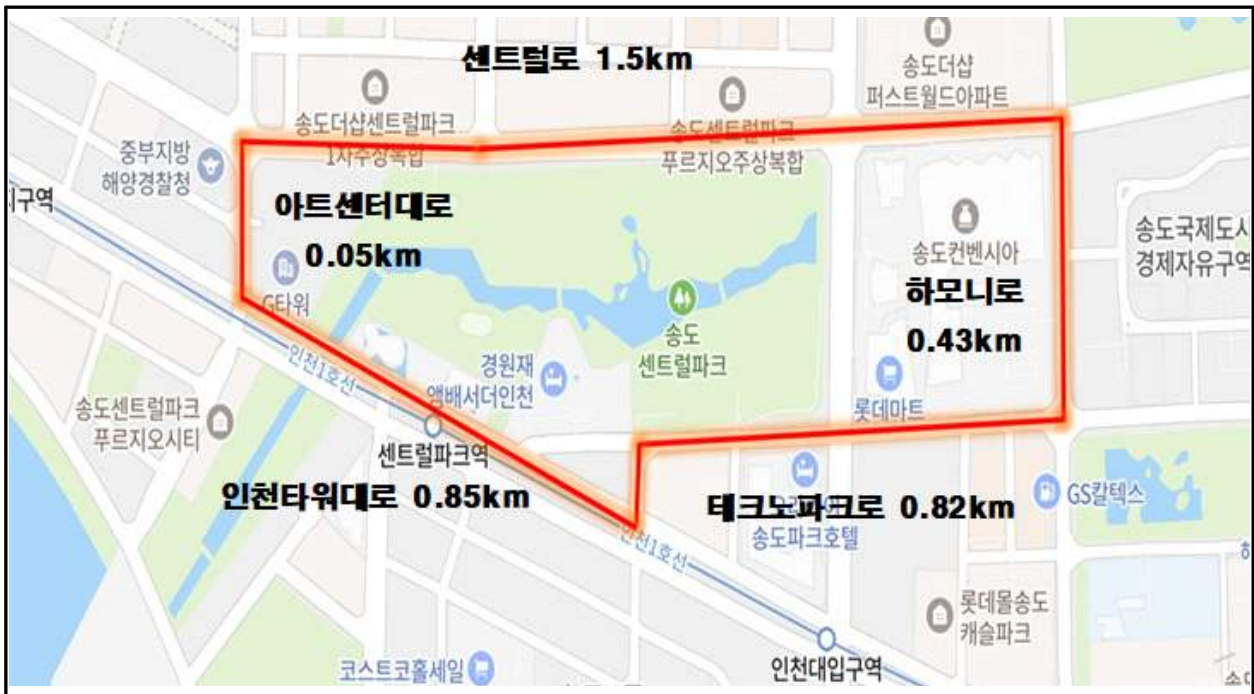 센트럴로 1.5km
송도더샵
퍼스트월드아파트
송도더샵센트럴파크
1차주상복합
송도센트럴파크
푸르지오주상복합
중부지방
해양경찰청
지구역
아트센터대로
0.05km
G타워
송도컨벤시아
송도국제도시
경제자유구역
하모니로
0.43km
송도
센트럴파크
경원재
앰배서더인천
롯데마트
인천1호선
송도센트럴파크
푸르지오시티
센트럴파크역
인천타워대로 0.85km
테크노파크로 0.82km
GS칼텍스
송도파크호텔
인천1호선
롯데몰송도
캐슬파크
인천대입구역
코스트코홀세일